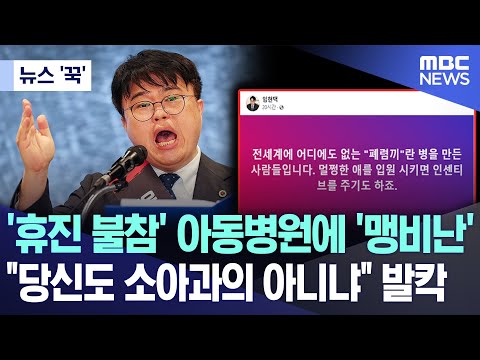 뉴스 '꾹'
MBC
NEWS
임현택
20시간
전세계에 어디에도 없는 "폐렴끼"란 병을 만든
사람들입니다. 멀쩡한 애를 입원 시키면 인센티
브를 주기도 하죠.
'휴진 불참' 아동병원에 '맹비난'
"당신도 소아과의 아니냐" 발칵